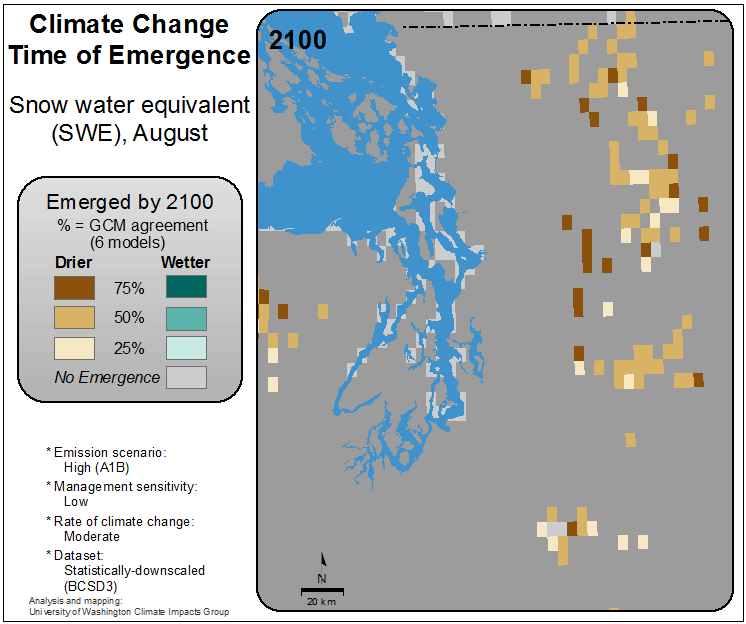 Climate Change
Time of Emergence
Snow water equivalent
(SWE), August
Emerged by 2100
% = GCM agreement
(6 models)
Drier Wetter
75%
50%
25%
No Emergence
* Emission scenario:
High (A1B)
* Management sensitivity:
Low
* Rate of climate change:
Moderate
* Dataset:
Statistically-downscaled
(BCSD3)
Analysis and mapping:
University of Washington Climate Impacts Group
2100
N
20 km